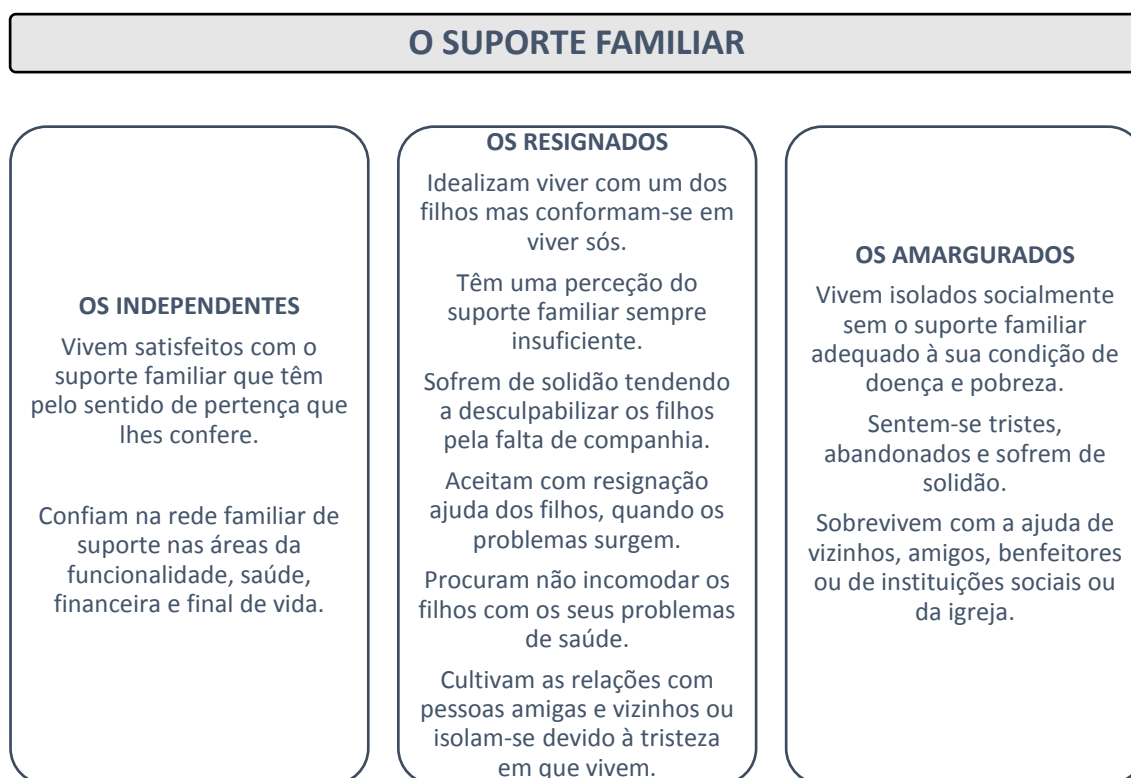 O SUPORTE FAMILIAR
OS INDEPENDENTES
Vivem satisfeitos com o
suporte familiar que têm
pelo sentido de pertença que
lhes confere.
Confiam na rede familiar de
suporte nas áreas da
funcionalidade, saúde,
financeira e final de vida.
OS RESIGNADOS
Idealizam viver com um dos
filhos mas conformam-se em
viver sós.
Têm uma perceção do
suporte familiar sempre
insuficiente.
Sofrem de solidão tendendo
a desculpabilizar os filhos
pela falta de companhia.
Aceitam com resignação
ajuda dos filhos, quando os
problemas surgem.
Procuram não incomodar os
filhos com os seus problemas
de saúde.
Cultivam as relações com
pessoas amigas e vizinhos ou
isolam-se devido à tristeza
em que vivem.
OS AMARGURADOS
Vivem isolados socialmente
sem o suporte familiar
adequado à sua condição de
doença e pobreza.
Sentem-se tristes,
abandonados e sofrem de
solidão.
Sobrevivem com a ajuda de
vizinhos, amigos, benfeitores
ou de instituições sociais ou
da igreja.